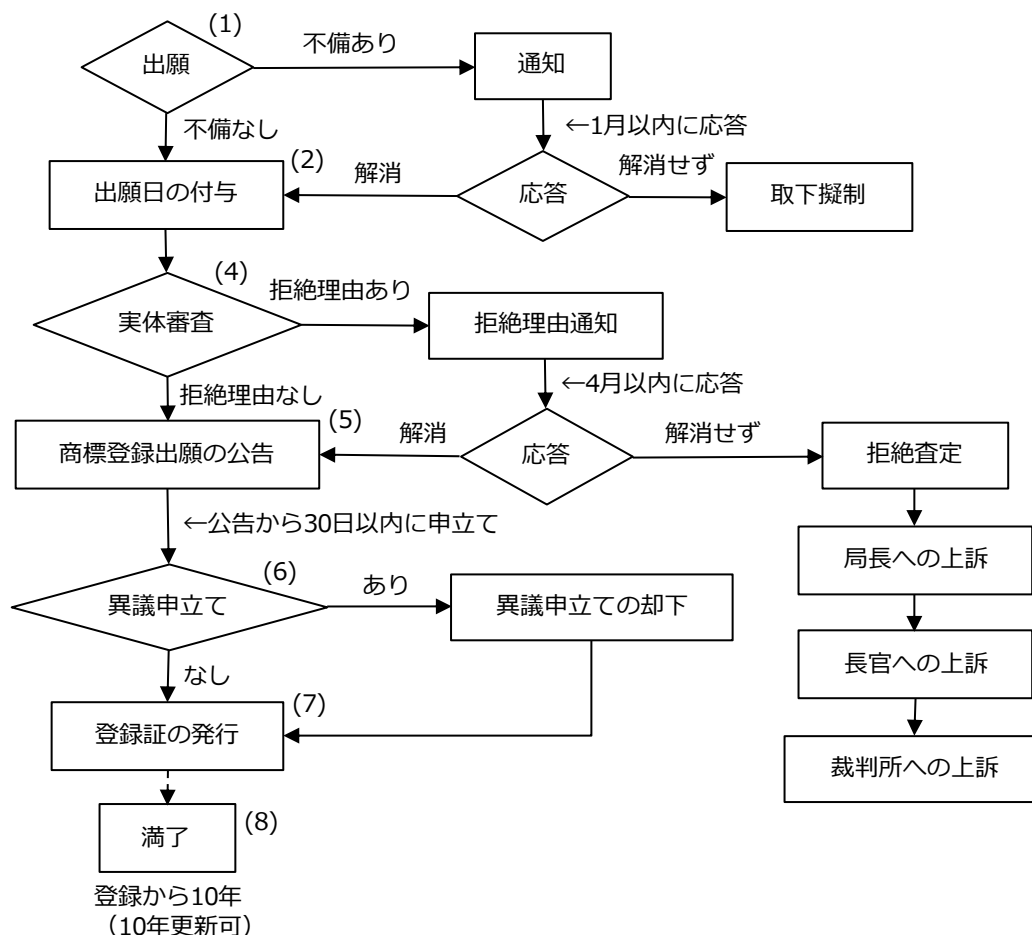 (1)
出願
不備あり
通知
不備なし
←1月以内に応答
(2)
出願日の付与
解消
応答
解消せず
取下擬制
(4)
実体審査
拒絶理由あり
拒絶理由通知
拒絶理由なし
←4月以内に応答
(5)
商標登録出願の公告
解消
応答
解消せず
拒絶査定
←公告から30日以内に申立て
局長への上訴
(6)
異議申立て
あり
異議申立ての却下
長官への上訴
なし
(7)
登録証の発行
裁判所への上訴
(8)
満了
登録から10年
（10年更新可）